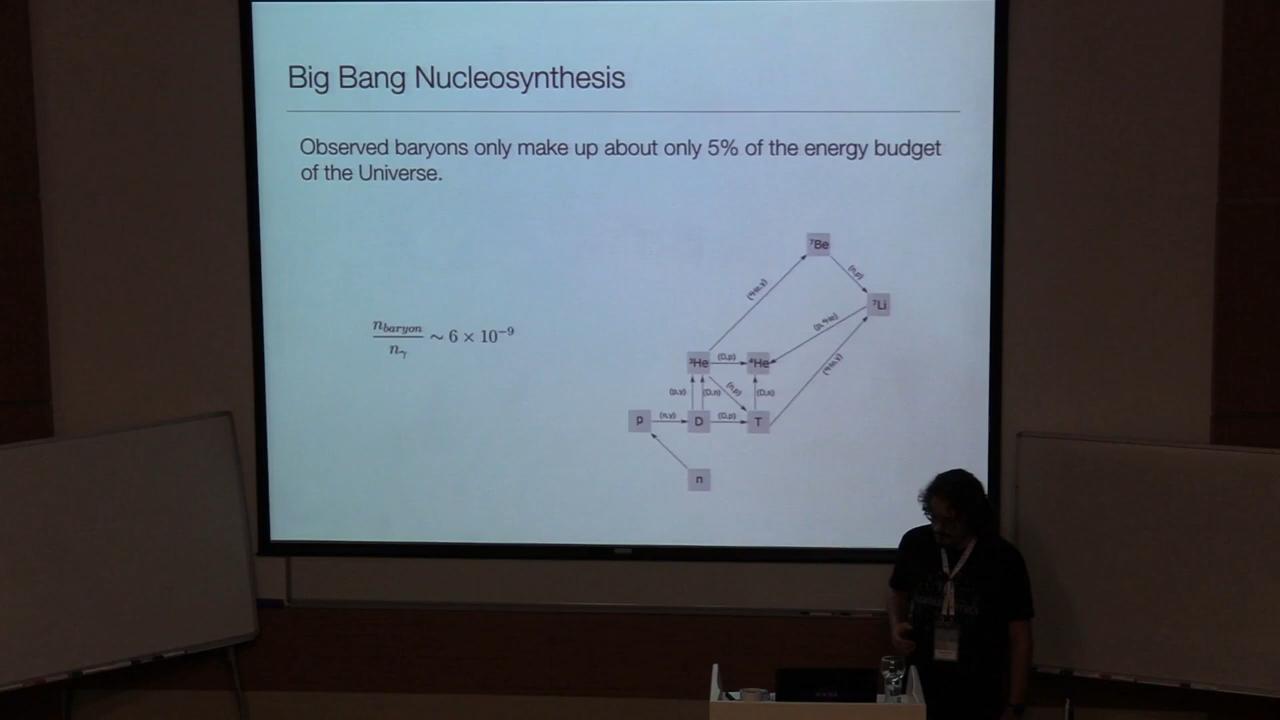 Big Bang Nucleosynthesis
Observed baryons only make up about only 5% of the energy budget
of the Universe.
n_baryon / n_γ ~ 6 × 10⁻⁹
⁷Be
(n,p)
⁷Li
³He
(D,p)
⁴He
(p,γ)
(D,n)
(n,p)
(D,n)
p
(n,γ)
D
(D,p)
T
n